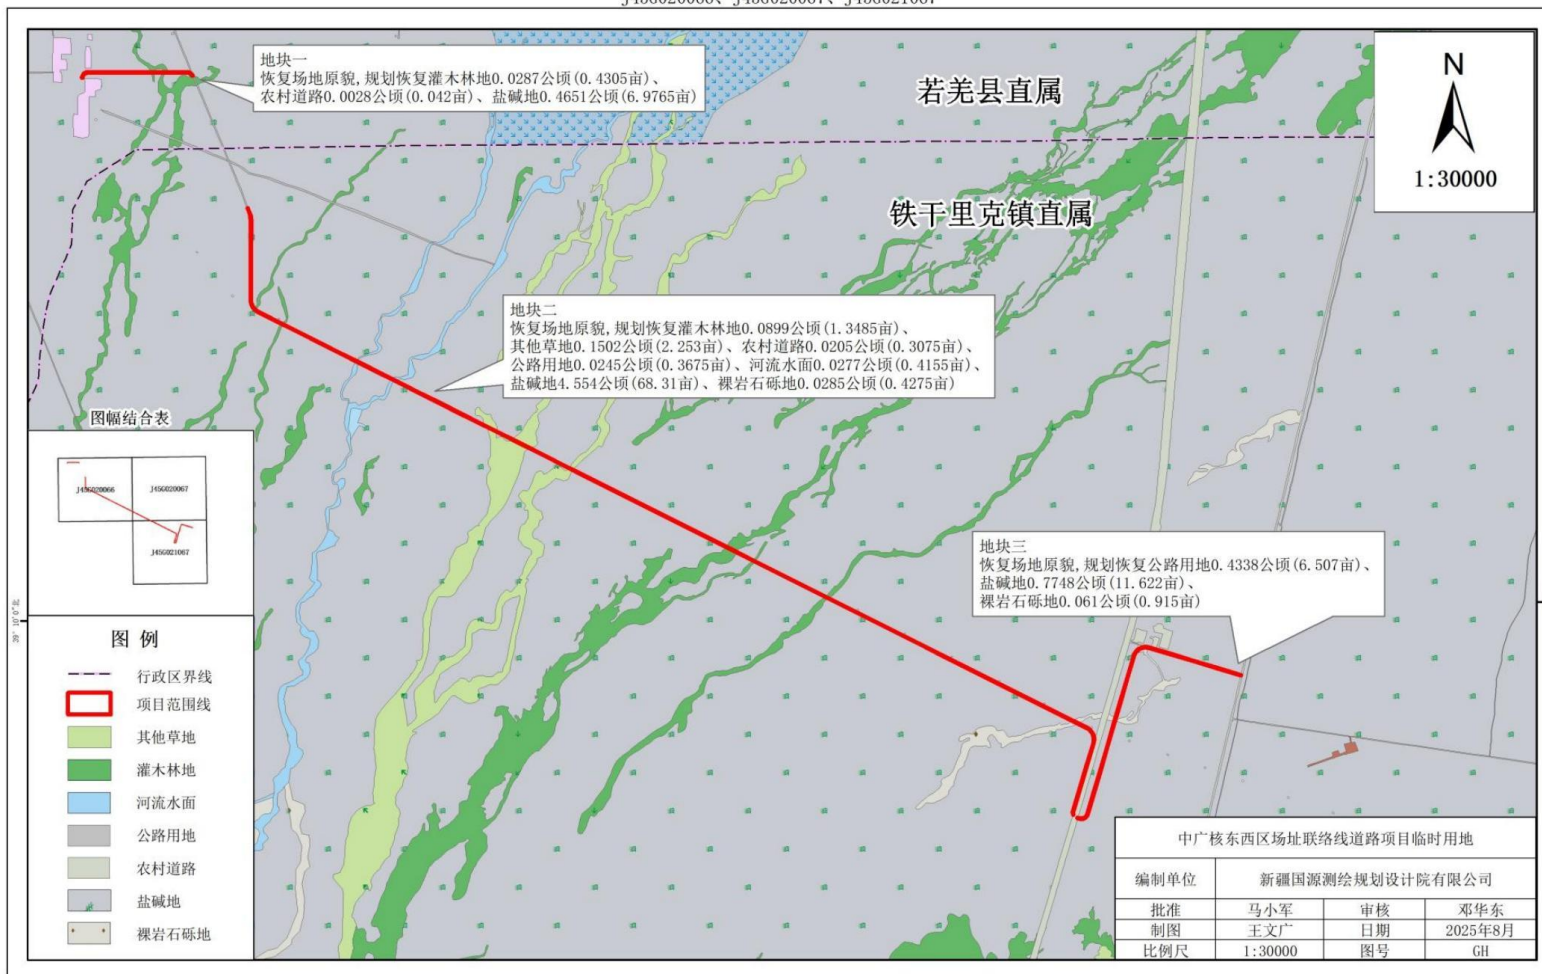 J45G020066、J45G020067、J45G021067
地块一
恢复场地原貌,规划恢复灌木林地0.0287公顷(0.4305亩)、
农村道路0.0028公顷(0.042亩)、盐碱地0.4651公顷(6.9765亩)
若羌县直属
N
1:30000
铁干里克镇直属
地块二
恢复场地原貌,规划恢复灌木林地0.0899公顷(1.3485亩)、
其他草地0.1502公顷(2.253亩)、农村道路0.0205公顷(0.3075亩)、
公路用地0.0245公顷(0.3675亩)、河流水面0.0277公顷(0.4155亩)、
盐碱地4.554公顷(68.31亩)、裸岩石砾地0.0285公顷(0.4275亩)
图幅结合表
J45G020066
J45G020067
J45G021067
地块三
恢复场地原貌,规划恢复公路用地0.4338公顷(6.507亩)、
盐碱地0.7748公顷(11.622亩)、
裸岩石砾地0.061公顷(0.915亩)
39°10′0″北
图 例
行政区界线
项目范围线
其他草地
灌木林地
河流水面
公路用地
农村道路
盐碱地
裸岩石砾地
中广核东西区场址联络线道路项目临时用地
编制单位 新疆国源测绘规划设计院有限公司
批准 马小军 审核 邓华东
制图 王文广 日期 2025年8月
比例尺 1:30000 图号 GH